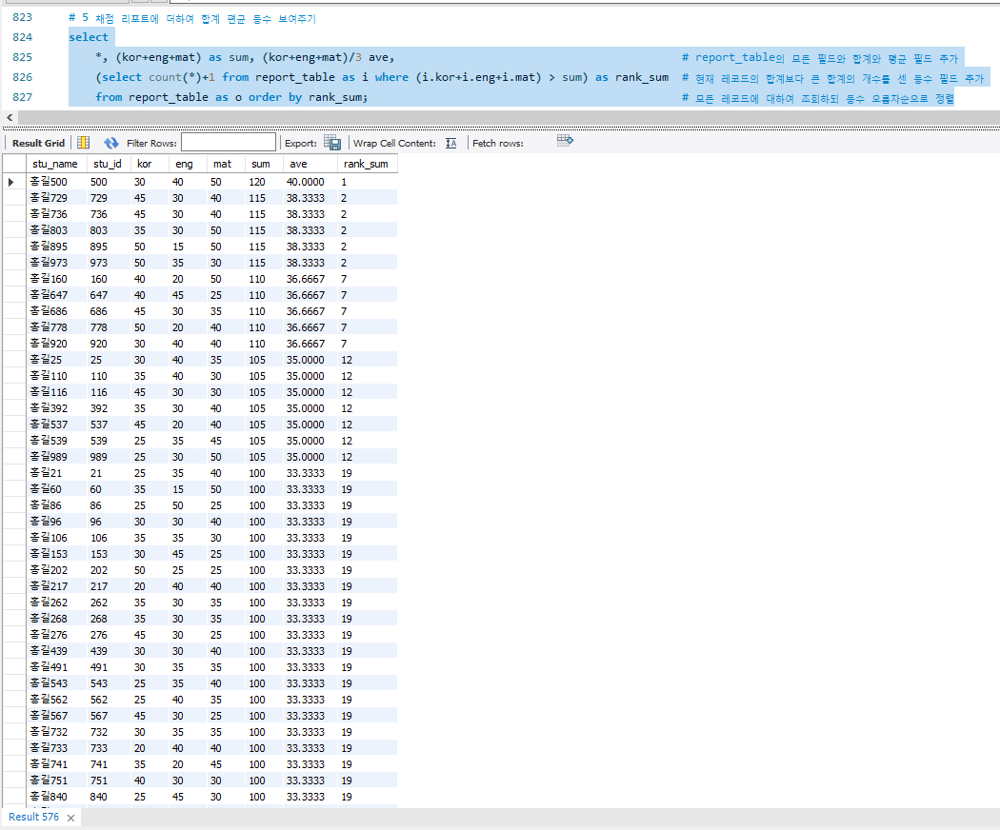 823 # 5 채점 리포트에 더하여 합계 평균 등수 보여주기
824 select
825 *, (kor+eng+mat) as sum, (kor+eng+mat)/3 ave, # report_table의 모든 필드와 합계와 평균 필드 추가
826 (select count(*)+1 from report_table as i where (i.kor+i.eng+i.mat) > sum) as rank_sum # 현재 레코드의 합계보다 큰 합계의 개수를 센 등수 필드 추가
827 from report_table as o order by rank_sum; # 모든 레코드에 대하여 조회하되 등수 오름차순으로 정렬
Result Grid Filter Rows: Export: Wrap Cell Content: IA Fetch rows:
stu_name stu_id kor eng mat sum ave rank_sum
홍길500 500 30 40 50 120 40.0000 1
홍길729 729 45 30 40 115 38.3333 2
홍길736 736 45 30 40 115 38.3333 2
홍길803 803 35 30 50 115 38.3333 2
홍길895 895 50 15 50 115 38.3333 2
홍길973 973 50 35 30 115 38.3333 2
홍길160 160 40 20 50 110 36.6667 7
홍길647 647 40 45 25 110 36.6667 7
홍길686 686 45 30 35 110 36.6667 7
홍길778 778 50 20 40 110 36.6667 7
홍길920 920 30 40 40 110 36.6667 7
홍길25 25 30 40 35 105 35.0000 12
홍길110 110 35 40 30 105 35.0000 12
홍길116 116 45 30 30 105 35.0000 12
홍길392 392 35 30 40 105 35.0000 12
홍길537 537 45 20 40 105 35.0000 12
홍길539 539 25 35 45 105 35.0000 12
홍길989 989 25 30 50 105 35.0000 12
홍길21 21 25 35 40 100 33.3333 19
홍길60 60 35 15 50 100 33.3333 19
홍길86 86 25 50 25 100 33.3333 19
홍길96 96 30 30 40 100 33.3333 19
홍길106 106 35 35 30 100 33.3333 19
홍길153 153 30 45 25 100 33.3333 19
홍길202 202 50 25 25 100 33.3333 19
홍길217 217 20 40 40 100 33.3333 19
홍길262 262 35 30 35 100 33.3333 19
홍길268 268 35 30 35 100 33.3333 19
홍길276 276 45 30 25 100 33.3333 19
홍길439 439 30 30 40 100 33.3333 19
홍길491 491 30 35 35 100 33.3333 19
홍길543 543 25 35 40 100 33.3333 19
홍길562 562 25 40 35 100 33.3333 19
홍길567 567 45 30 25 100 33.3333 19
홍길732 732 30 35 35 100 33.3333 19
홍길733 733 20 40 40 100 33.3333 19
홍길741 741 35 20 45 100 33.3333 19
홍길751 751 40 30 30 100 33.3333 19
홍길840 840 25 45 30 100 33.3333 19
Result 576